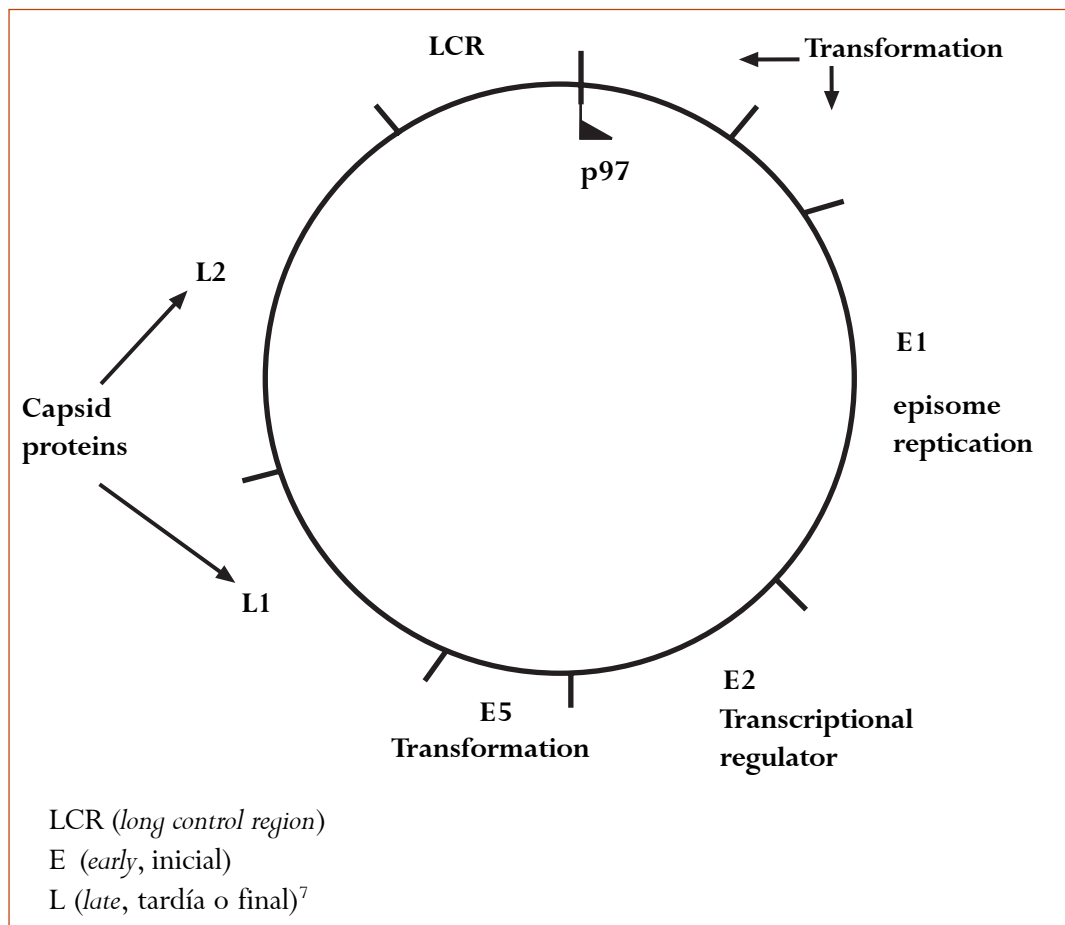 LCR
Transformation
p97
L2
E1
Capsid
proteins
episome
reptication
L1
E2
E5
Transcriptional
Transformation
regulator
LCR (long control region)
E (early, inicial)
L (late, tardía o final)7